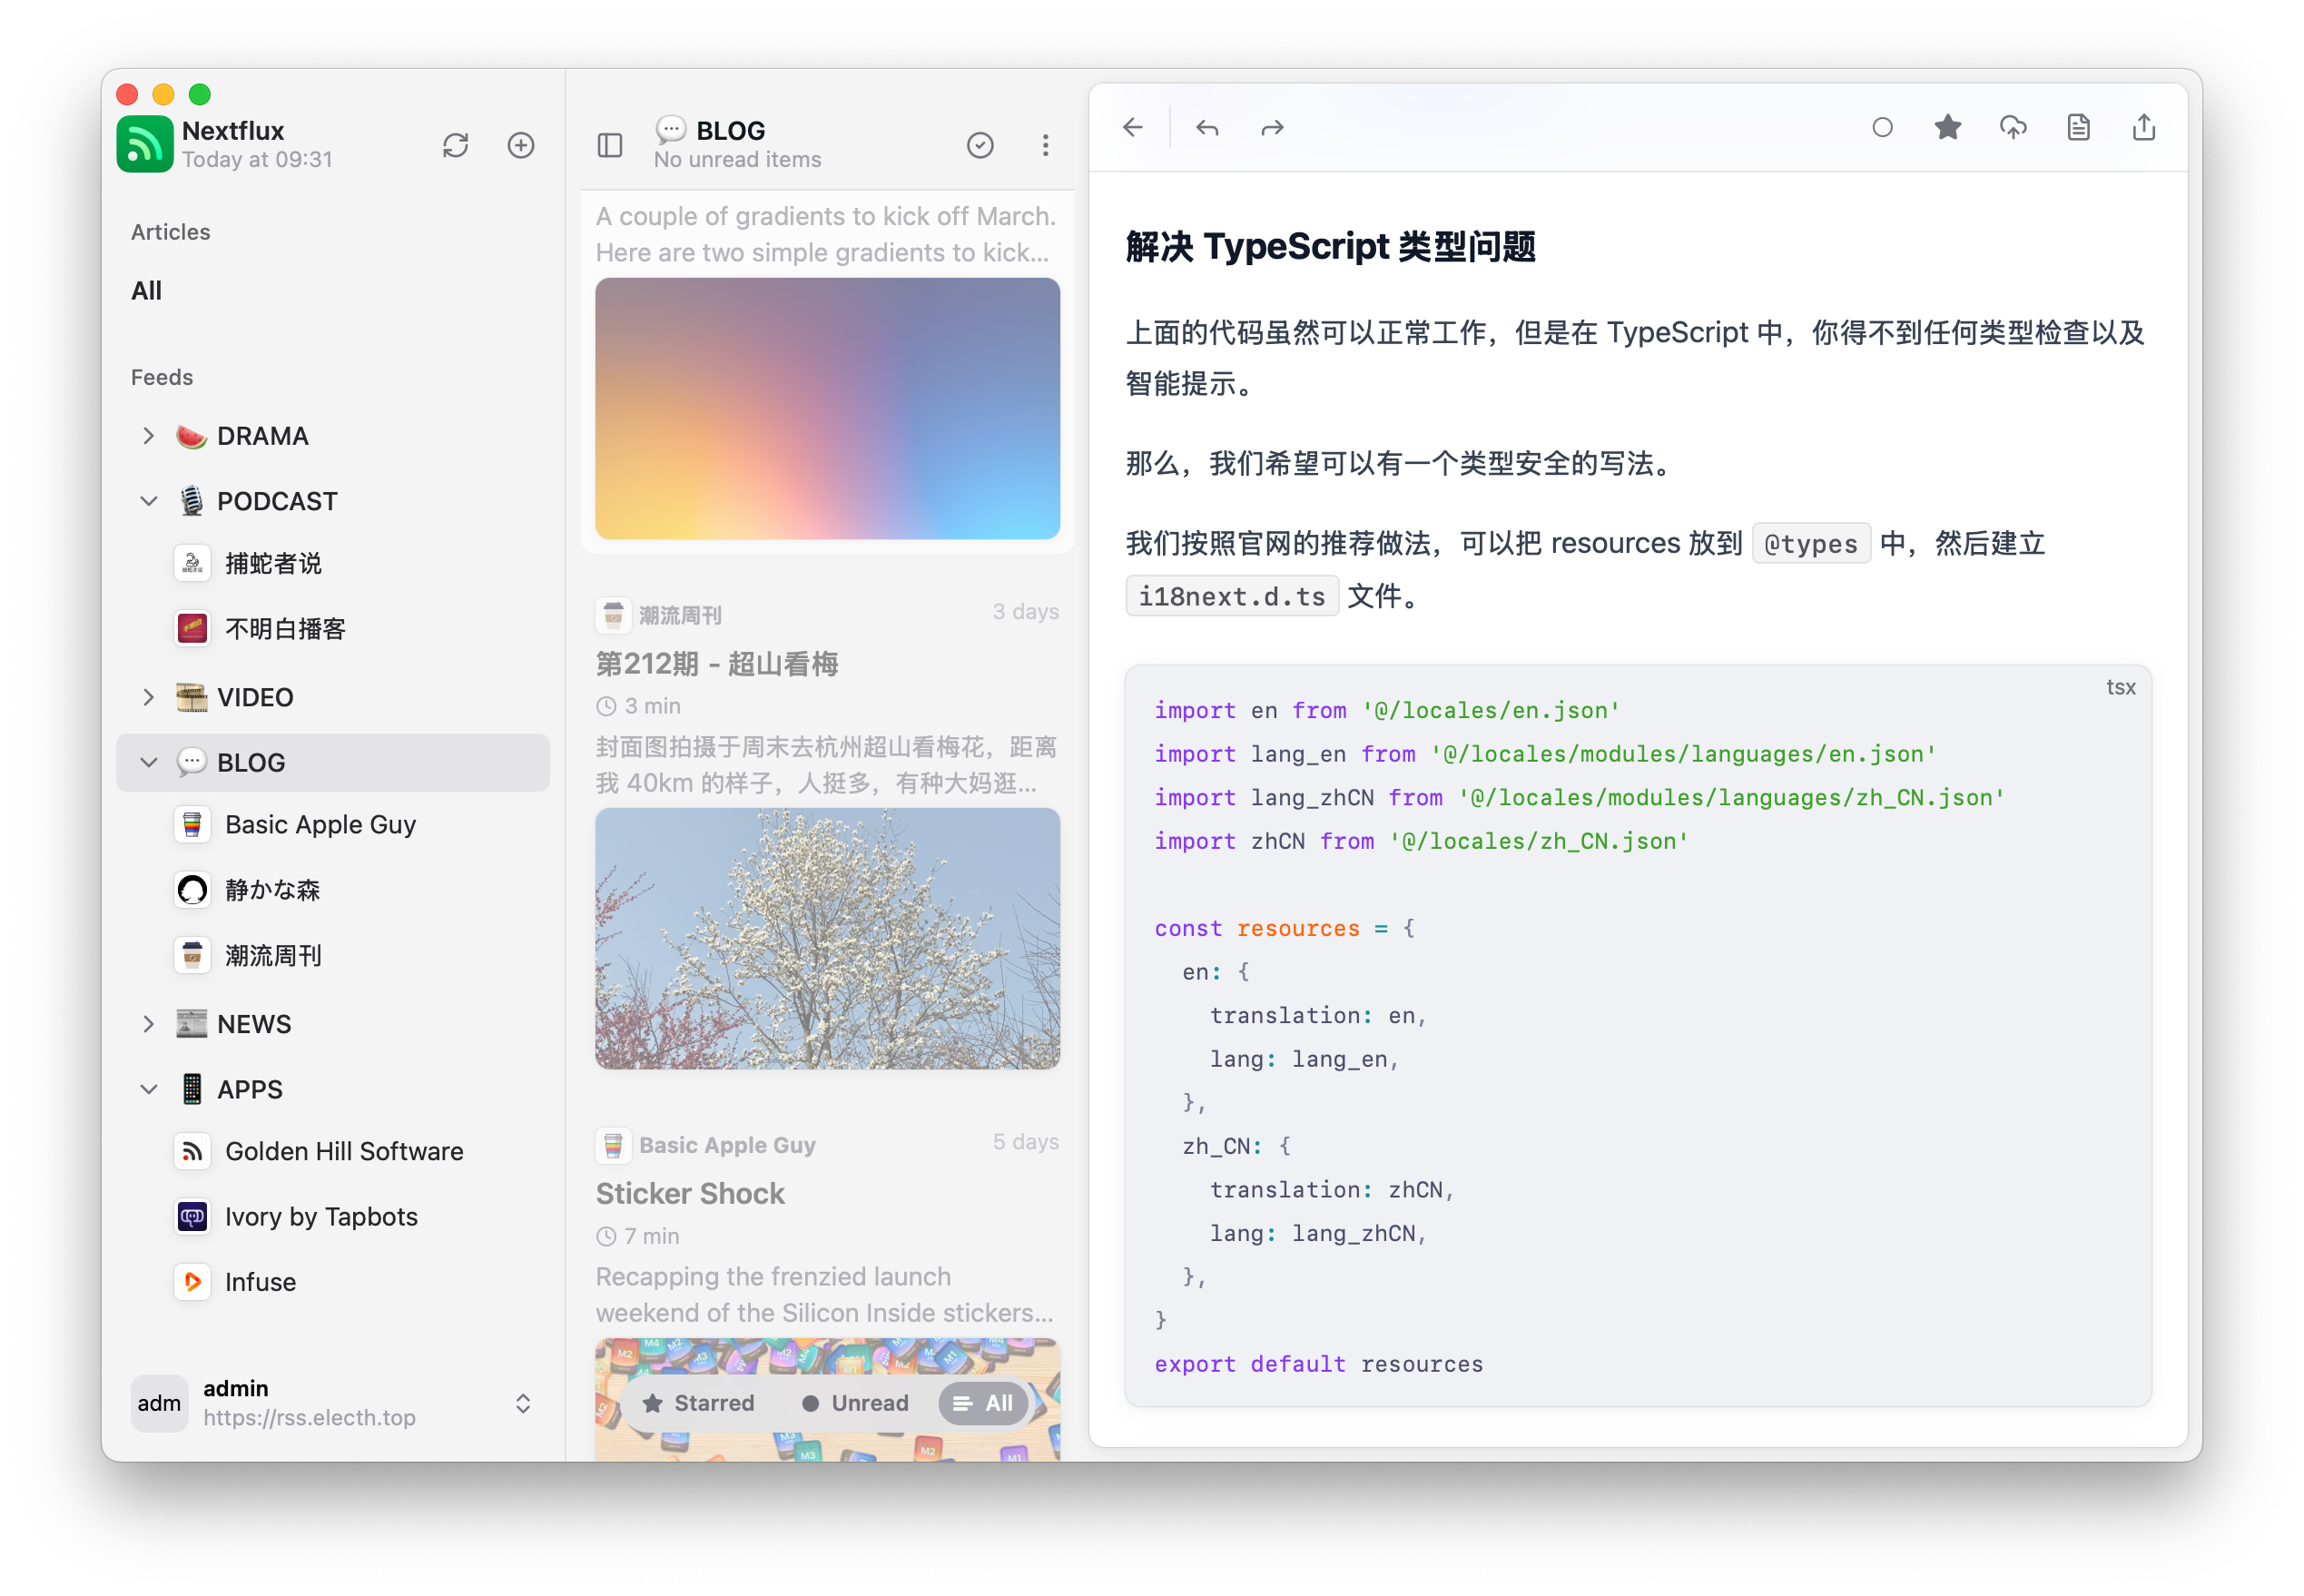 Nextflux
Today at 09:31
Articles
All
Feeds
DRAMA
PODCAST
捕蛇者说
不明白播客
VIDEO
BLOG
Basic Apple Guy
静かな森
潮流周刊
NEWS
APPS
Golden Hill Software
Ivory by Tapbots
Infuse
adm
admin
https://rss.electh.top
BLOG
No unread items
A couple of gradients to kick off March.
Here are two simple gradients to kick...
潮流周刊
3 days
第212期 - 超山看梅
3 min
封面图拍摄于周末去杭州超山看梅花，距离
我 40km 的样子，人挺多，有种大妈逛...
Basic Apple Guy
5 days
Sticker Shock
7 min
Recapping the frenzied launch
weekend of the Silicon Inside stickers...
Starred
Unread
All
解决 TypeScript 类型问题
上面的代码虽然可以正常工作，但是在 TypeScript 中，你得不到任何类型检查以及
智能提示。
那么，我们希望可以有一个类型安全的写法。
我们按照官网的推荐做法，可以把 resources 放到 @types 中，然后建立
i18next.d.ts 文件。
tsx
import en from '@/locales/en.json'
import lang_en from '@/locales/modules/languages/en.json'
import lang_zhCN from '@/locales/modules/languages/zh_CN.json'
import zhCN from '@/locales/zh_CN.json'
const resources = {
en: {
translation: en,
lang: lang_en,
},
zh_CN: {
translation: zhCN,
lang: lang_zhCN,
},
}
export default resources